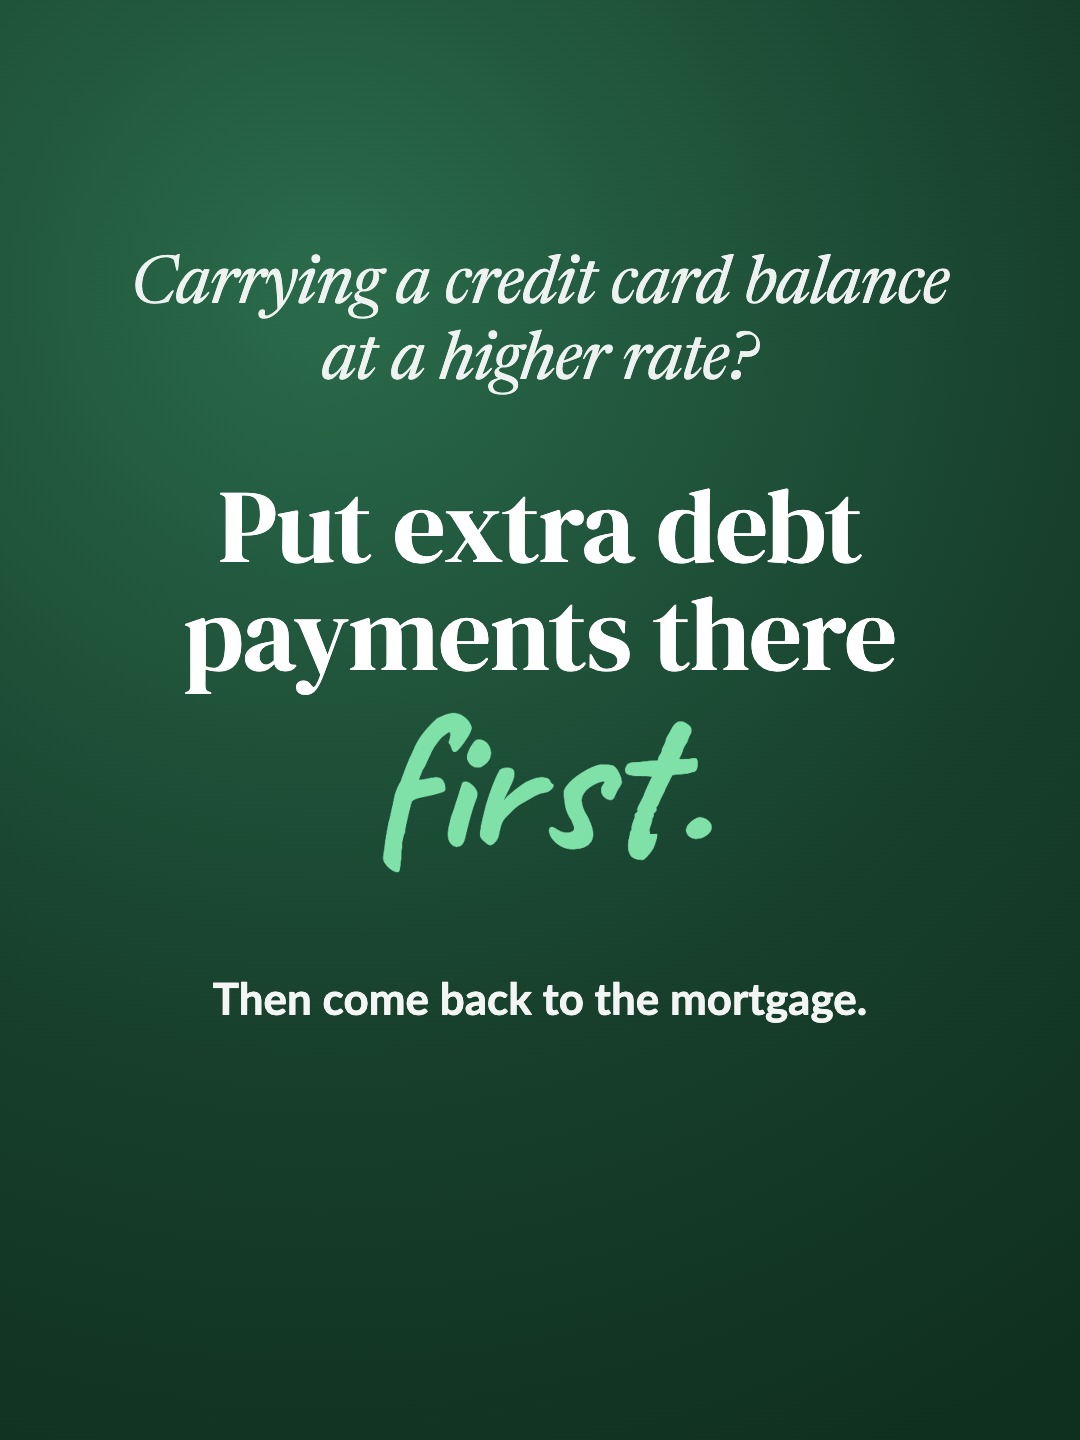 Carrying a credit card balance
at a higher rate?
Put extra debt
payments there
first.
Then come back to the mortgage.